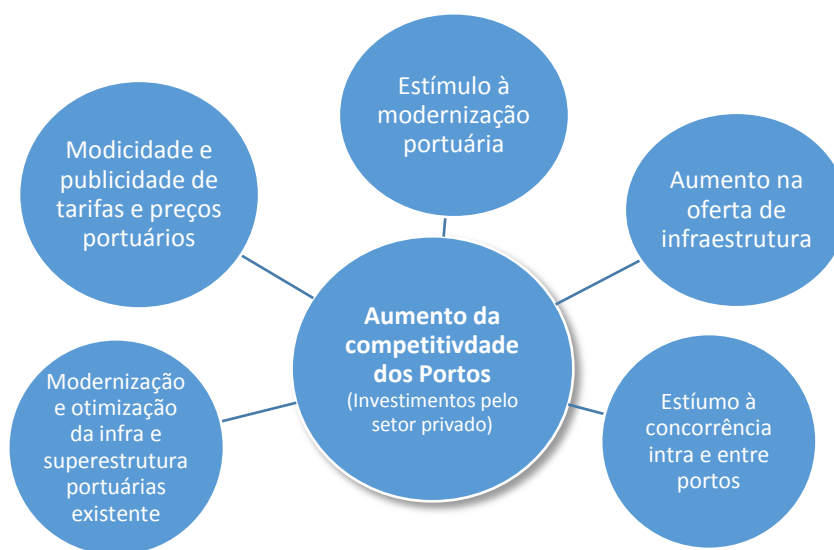 Estímulo à
modernização
portuária
Modicidade e
publicidade de
tarifas e preços
portuários
Aumento na
oferta de
infraestrutura
Aumento da
competitivdade
dos Portos
(Investimentos pelo
setor privado)
Modernização
e otimização
da infra e
superestrutura
portuárias
existente
Estíumo à
concorrência
intra e entre
portos